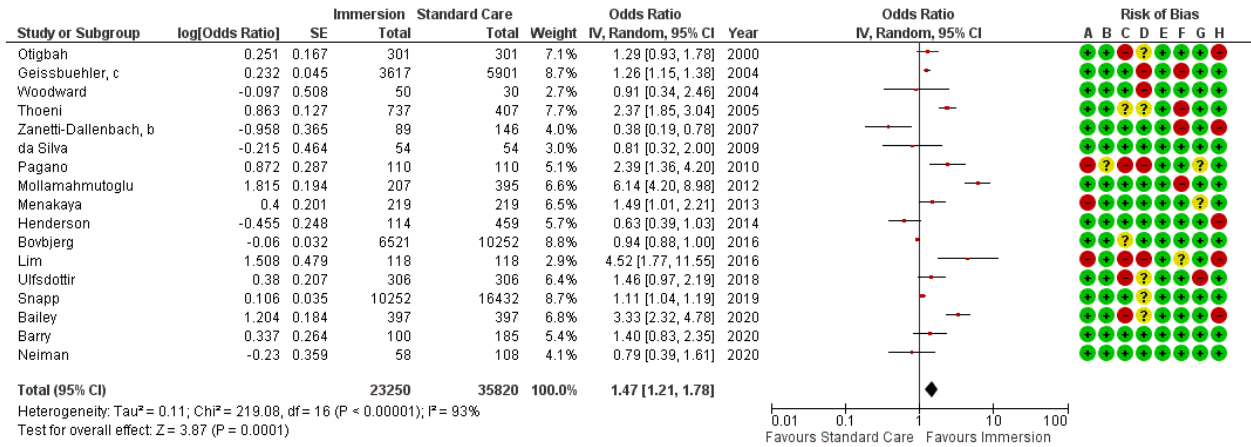 Immersion Standard Care Odds Ratio Odds Ratio Risk of Bias
Study or Subgroup log[Odds Ratio] SE Total Total Weight IV, Random, 95% CI Year IV, Random, 95% CI A B C D E F G H
Otigbah 0.251 0.167 301 301 7.1% 1.29 [0.93, 1.78] 2000 + + - ? + + + -
Geissbuehler, c 0.232 0.045 3617 5901 8.7% 1.26 [1.15, 1.38] 2004 + + + - + - + +
Woodward -0.097 0.508 50 30 2.7% 0.91 [0.34, 2.46] 2004 + + + - + + + +
Thoeni 0.863 0.127 737 407 7.7% 2.37 [1.85, 3.04] 2005 + + ? ? + - + +
Zanetti-Dallenbach, b -0.958 0.365 89 146 4.0% 0.38 [0.19, 0.78] 2007 + + + + + - + -
da Silva -0.215 0.464 54 54 3.0% 0.81 [0.32, 2.00] 2009 + + + + + + + +
Pagano 0.872 0.287 110 110 5.1% 2.39 [1.36, 4.20] 2010 - ? - - + + ? +
Mollamahmutoglu 1.815 0.194 207 395 6.6% 6.14 [4.20, 8.98] 2012 + + + + + - + +
Menakaya 0.4 0.201 219 219 6.5% 1.49 [1.01, 2.21] 2013 - + + + + + ? +
Henderson -0.455 0.248 114 459 5.7% 0.63 [0.39, 1.03] 2014 + + + + + + + -
Bovbjerg -0.06 0.032 6521 10252 8.8% 0.94 [0.88, 1.00] 2016 + + ? + + + + +
Lim 1.508 0.479 118 118 2.9% 4.52 [1.77, 11.55] 2016 - + - - + ? + -
Ulfsdottir 0.38 0.207 306 306 6.4% 1.46 [0.97, 2.19] 2018 + + - ? + + - +
Snapp 0.106 0.035 10252 16432 8.8% 1.11 [1.04, 1.19] 2019 + + + ? + + + +
Bailey 1.204 0.184 397 397 6.8% 3.33 [2.32, 4.78] 2020 + + - ? + + + -
Barry 0.337 0.264 100 185 5.4% 1.40 [0.83, 2.35] 2020 + + + + + + + +
Neiman -0.23 0.359 58 108 4.1% 0.79 [0.39, 1.61] 2020 + + + + + + + +
Total (95% CI) 23250 35820 100.0% 1.47 [1.21, 1.78]
Heterogeneity: Tau² = 0.11; Chi² = 219.08, df = 16 (P < 0.00001); I² = 93%
Test for overall effect: Z = 3.87 (P = 0.0001)
0.01 0.1 1 10 100
Favours Standard Care Favours Immersion